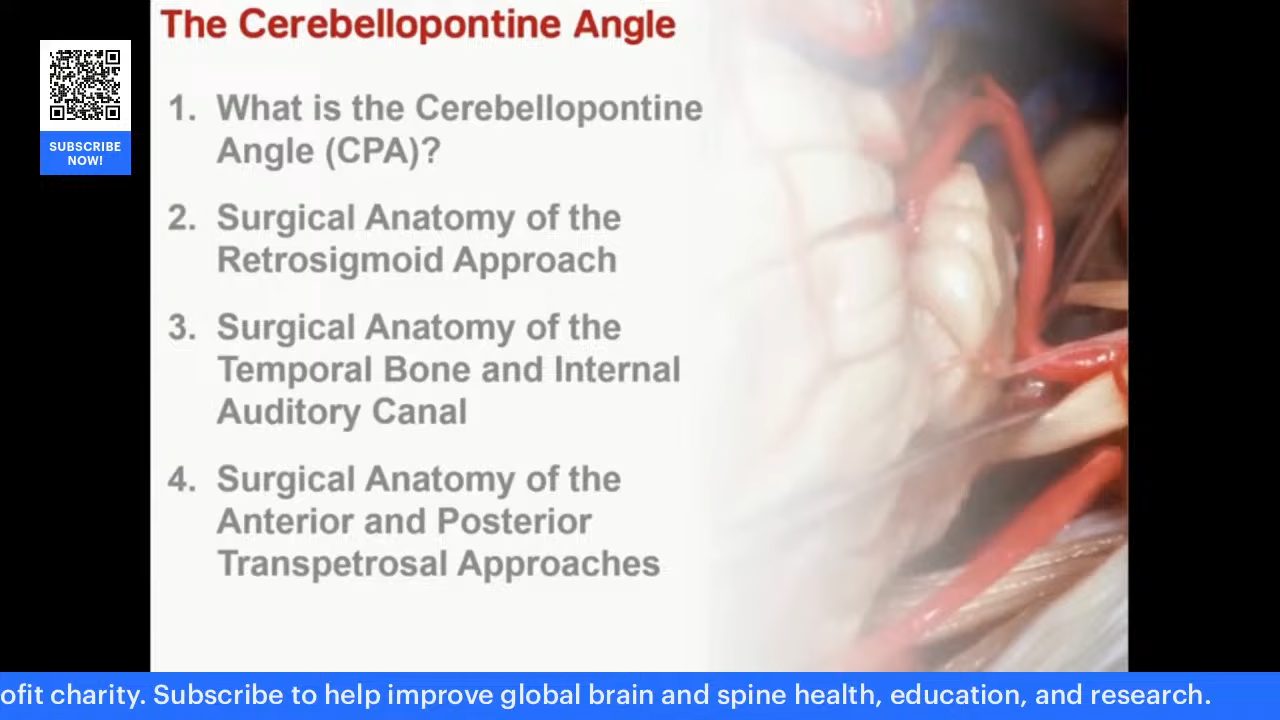 The Cerebellopontine Angle
SUBSCRIBE
NOW!
1. What is the Cerebellopontine
Angle (CPA)?
2. Surgical Anatomy of the
Retrosigmoid Approach
3. Surgical Anatomy of the
Temporal Bone and Internal
Auditory Canal
4. Surgical Anatomy of the
Anterior and Posterior
Transpetrosal Approaches
ofit charity. Subscribe to help improve global brain and spine health, education, and research.